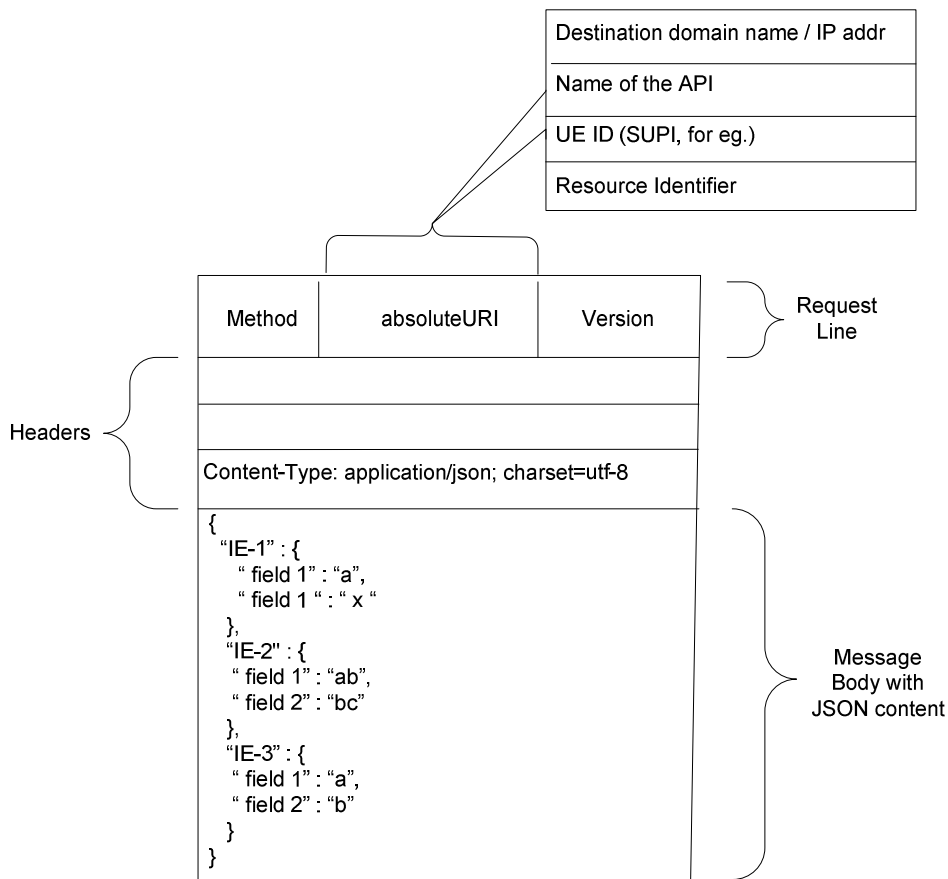 Destination domain name / IP addr
Name of the API
UE ID (SUPI, for eg.)
Resource Identifier
Method absoluteURI Version
Request
Line
Headers
Content-Type: application/json; charset=utf-8
{
“IE-1” : {
“ field 1” : “a”,
“ field 1 “ : “ x “
},
“IE-2" : {
“ field 1” : “ab”,
“ field 2” : “bc”
},
“IE-3” : {
“ field 1” : “a”,
“ field 2” : “b”
}
}
Message
Body with
JSON content